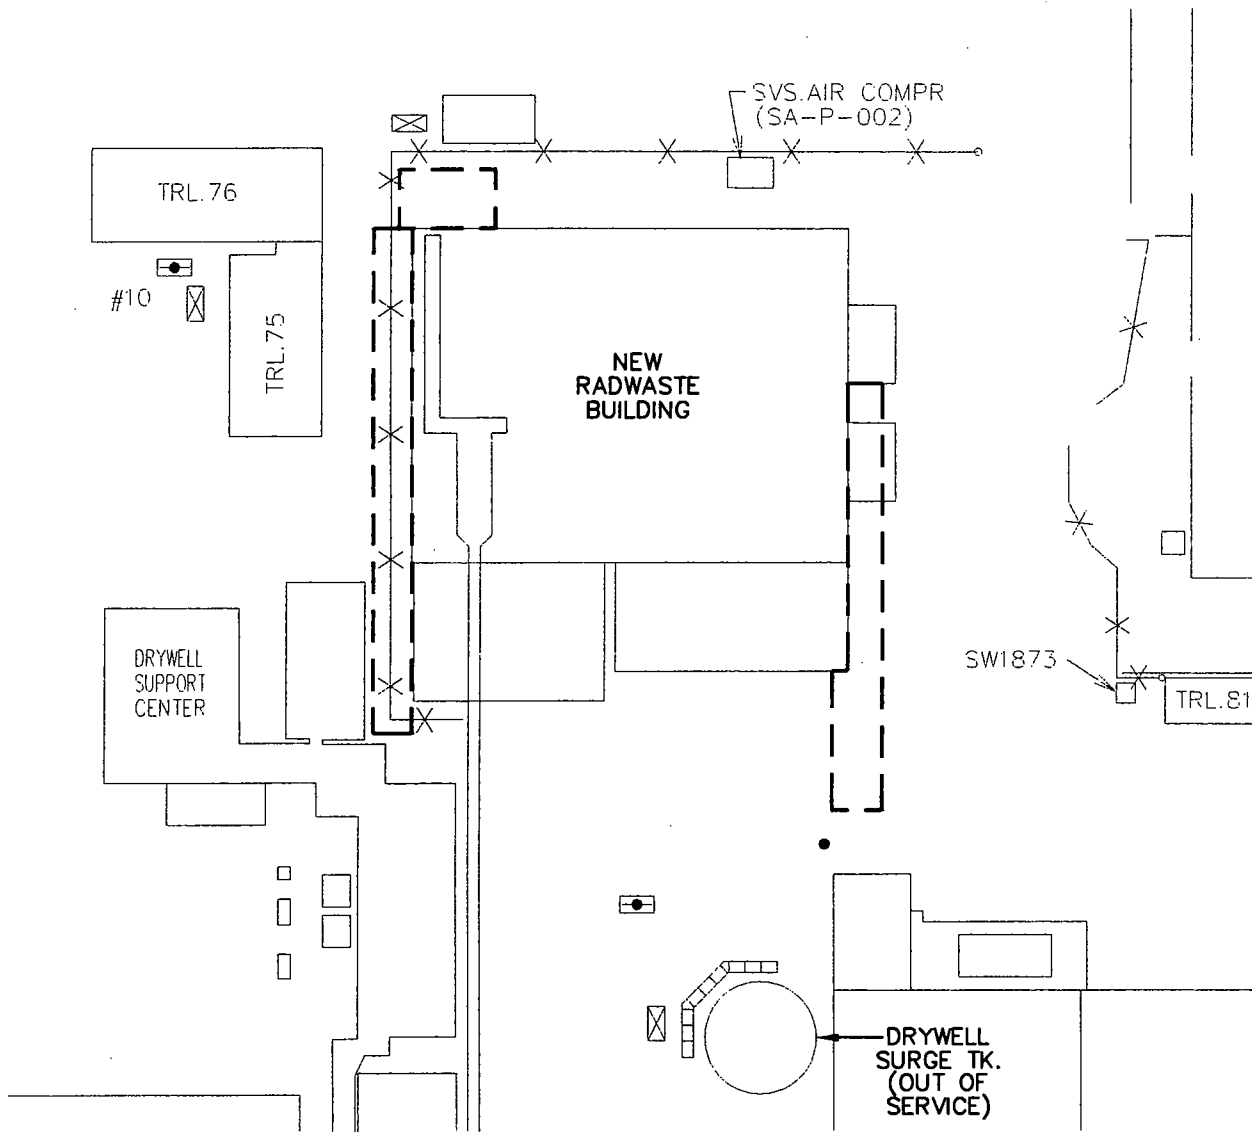 SVS.AIR COMPR
(SA-P-002)
TRL.76
#10
TRL.75
NEW
RADWASTE
BUILDING
DRYWELL
SUPPORT
CENTER
SW1873
TRL.81
DRYWELL
SURGE TK.
(OUT OF
SERVICE)